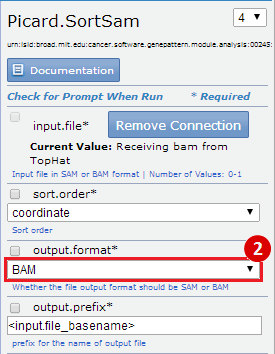 Picard.SortSam
4
urn:lsid:broad.mit.edu:cancer.software.genepattern.module.analysis:00245:
Documentation
Check for Prompt When Run * Required
input.file* Remove Connection
Current Value: Receiving bam from
TopHat
Input file in SAM or BAM format | Number of Values: 0-1
sort.order*
coordinate
Sort order
output.format*
2
BAM
Whether the file output format should be SAM or BAM
output.prefix*
<input.file_basename>
prefix for the name of output file